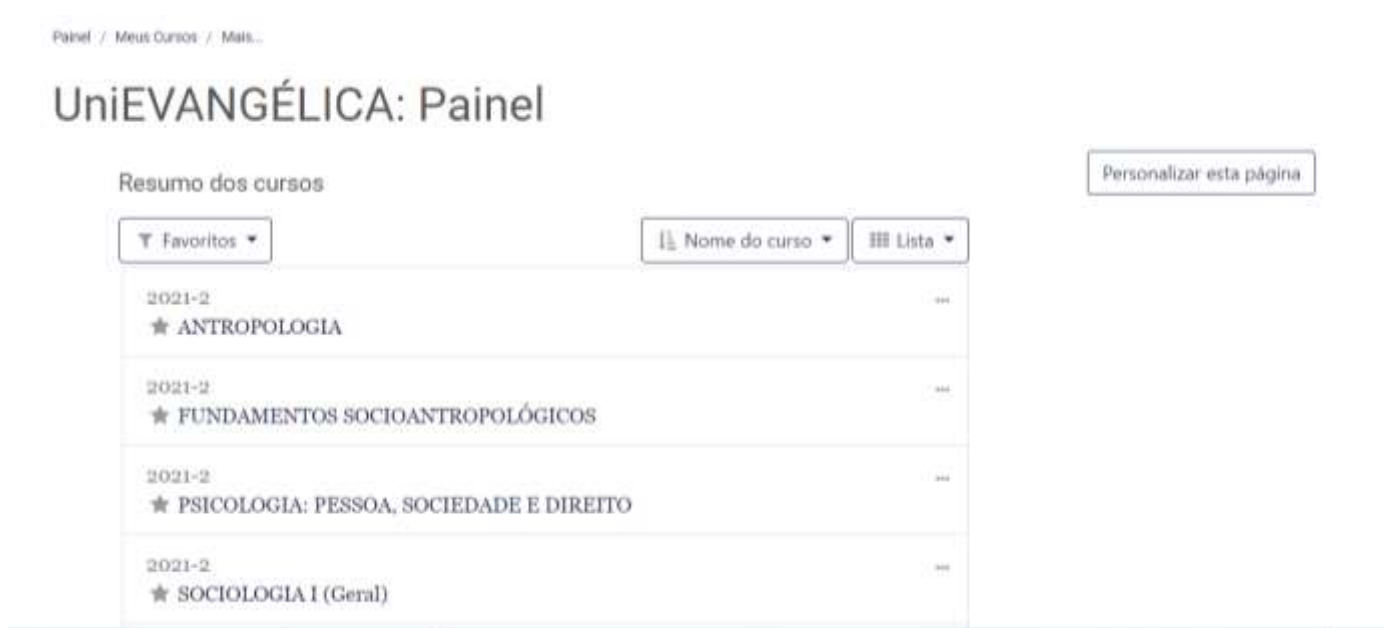 Painel / Meus Cursos / Mais...
UniEVANGÉLICA: Painel
Personalizar esta página
Resumo dos cursos
Favoritos
Nome do curso
Lista
2021-2
ANTROPOLOGIA
2021-2
FUNDAMENTOS SOCIOANTROPOLÓGICOS
2021-2
PSICOLOGIA: PESSOA, SOCIEDADE E DIREITO
2021-2
SOCIOLOGIA I (Geral)